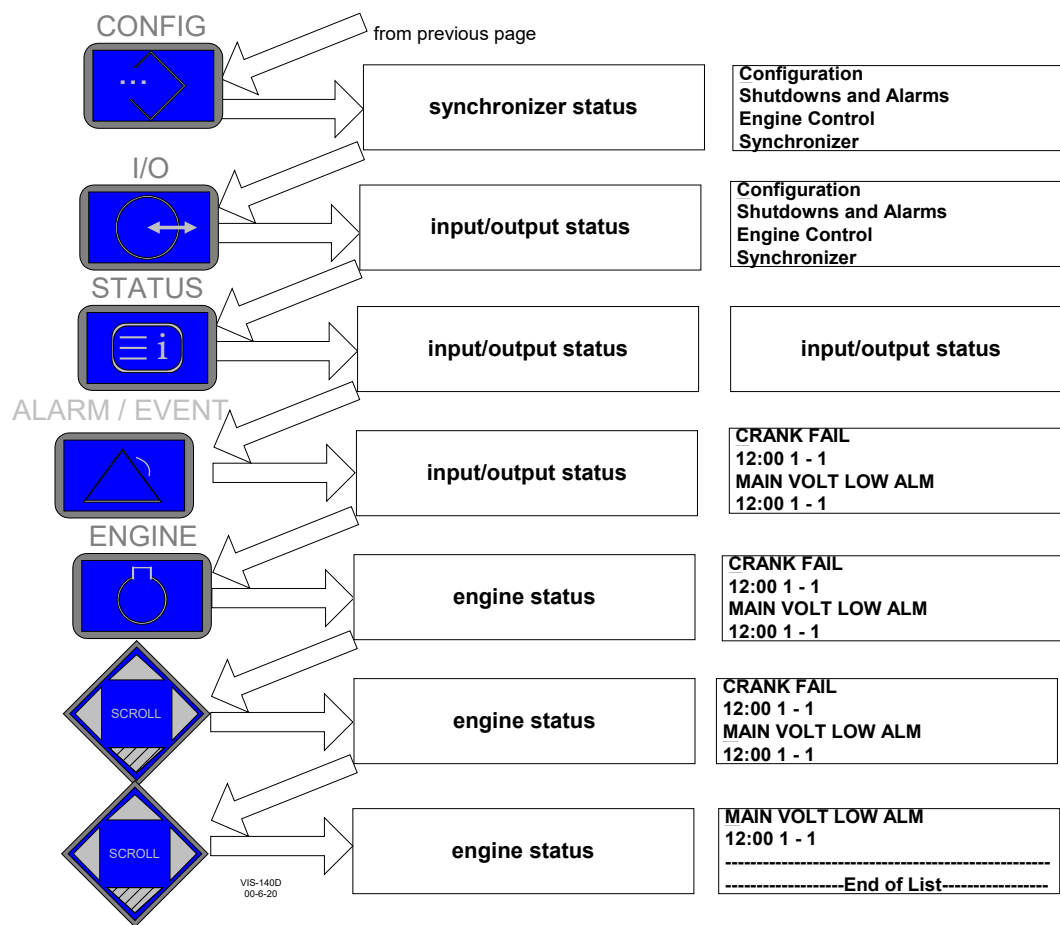 CONFIG
from previous page
...
synchronizer status
Configuration
Shutdowns and Alarms
Engine Control
Synchronizer
I/O
input/output status
Configuration
Shutdowns and Alarms
Engine Control
Synchronizer
STATUS
i
input/output status
input/output status
ALARM / EVENT
input/output status
CRANK FAIL
12:00 1 - 1
MAIN VOLT LOW ALM
12:00 1 - 1
ENGINE
engine status
CRANK FAIL
12:00 1 - 1
MAIN VOLT LOW ALM
12:00 1 - 1
SCROLL
engine status
CRANK FAIL
12:00 1 - 1
MAIN VOLT LOW ALM
12:00 1 - 1
SCROLL
engine status
MAIN VOLT LOW ALM
12:00 1 - 1
----------------------------------------------------
-------------------End of List-----------------
VIS-140D
00-6-20